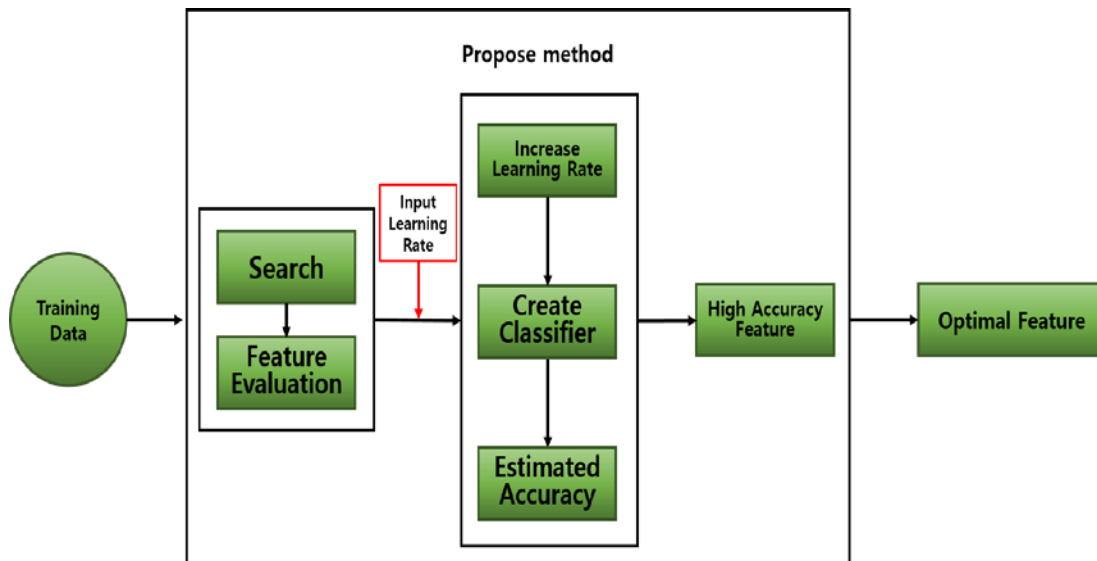 Propose method
Training
Data
Search
Feature
Evaluation
Input
Learning
Rate
Increase
Learning Rate
Create
Classifier
Estimated
Accuracy
High Accuracy
Feature
Optimal Feature